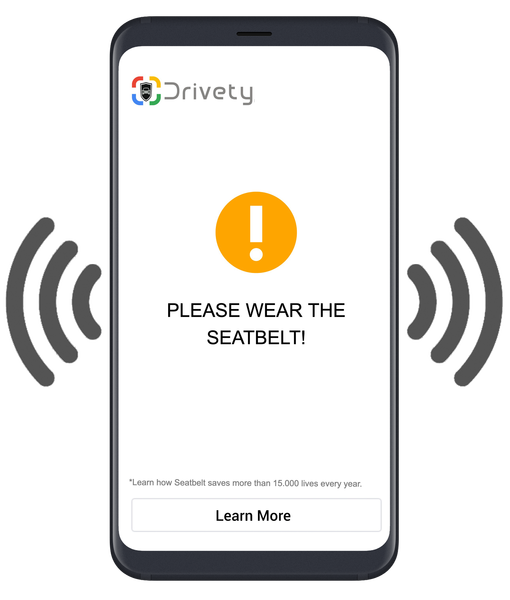 Drivety
PLEASE WEAR THE
SEATBELT!
*Learn how Seatbelt saves more than 15.000 lives every year.
Learn More